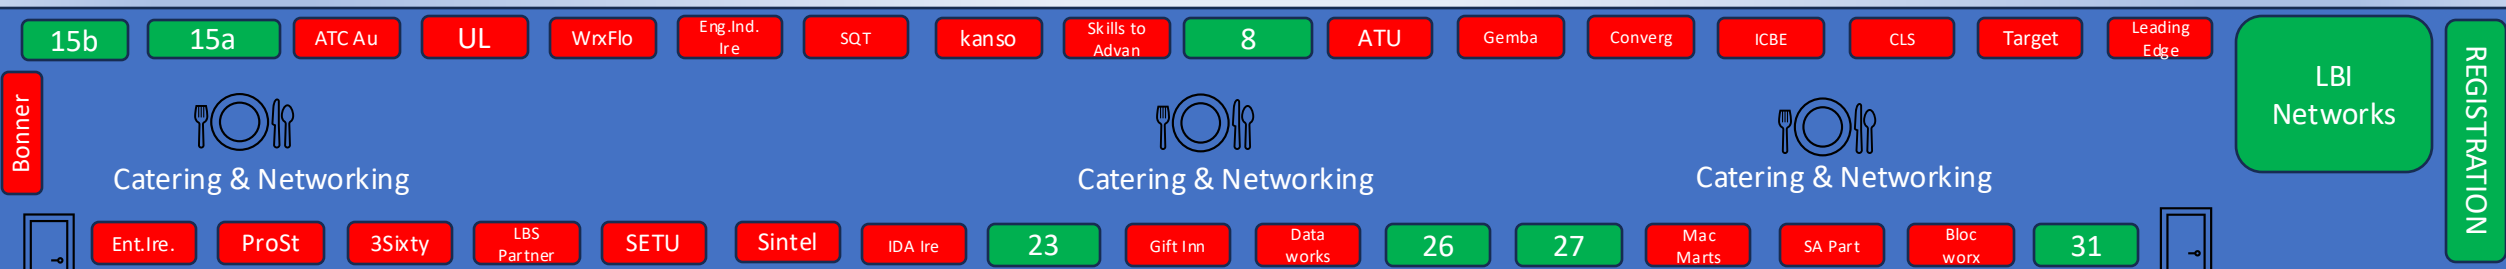 15b
15a
ATC Au
UL
WrxFlo
Eng.Ind.
Ire
SQT
kanso
Skills to
Advan
8
ATU
Gemba
Converg
ICBE
CLS
Target
Leading
Edge
LBI
Networks
REGISTRATION
Bonner
Catering & Networking
Catering & Networking
Catering & Networking
Ent.Ire.
ProSt
3Sixty
LBS
Partner
SETU
Sintel
IDA Ire
23
Gift Inn
Data
works
26
27
Mac
Marts
SA Part
Bloc
worx
31